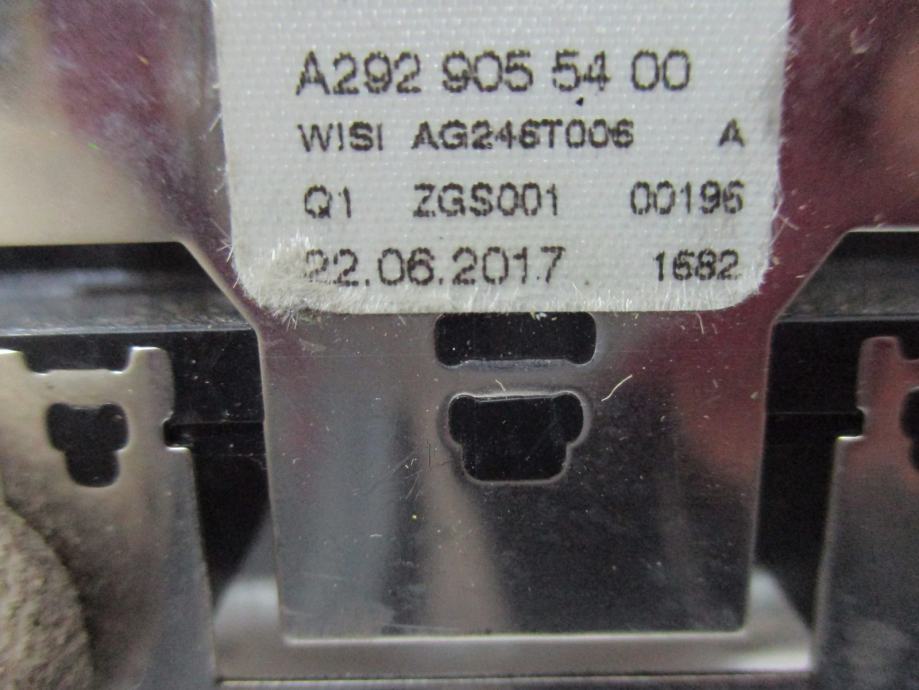 A292 905 54 00
WISI AG246T006 A
Q1 ZGS001 00196
22.06.2017 1682